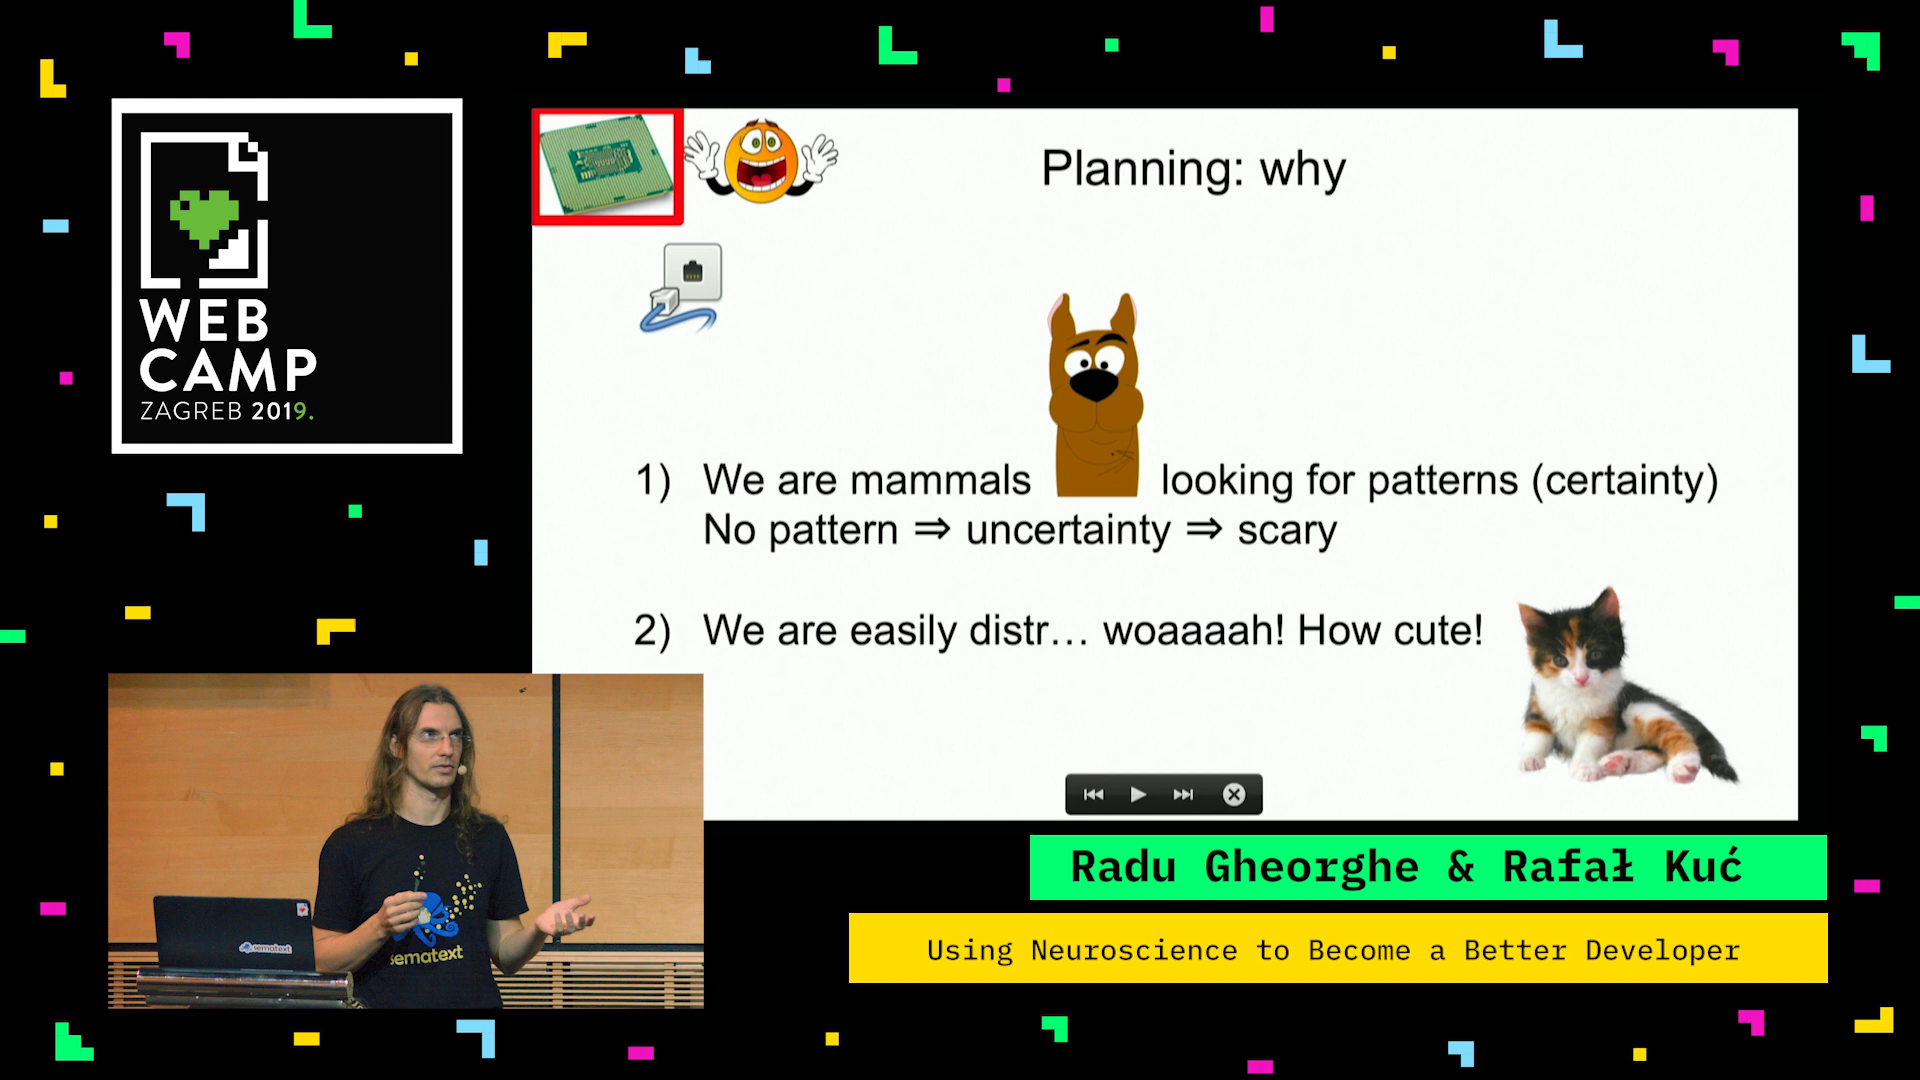 WEB
CAMP
ZAGREB 2019.
Planning: why
1) We are mammals looking for patterns (certainty)
No pattern ⇒ uncertainty ⇒ scary
2) We are easily distr... woaaaah! How cute!
sematext
sematext
Radu Gheorghe & Rafał Kuć
Using Neuroscience to Become a Better Developer